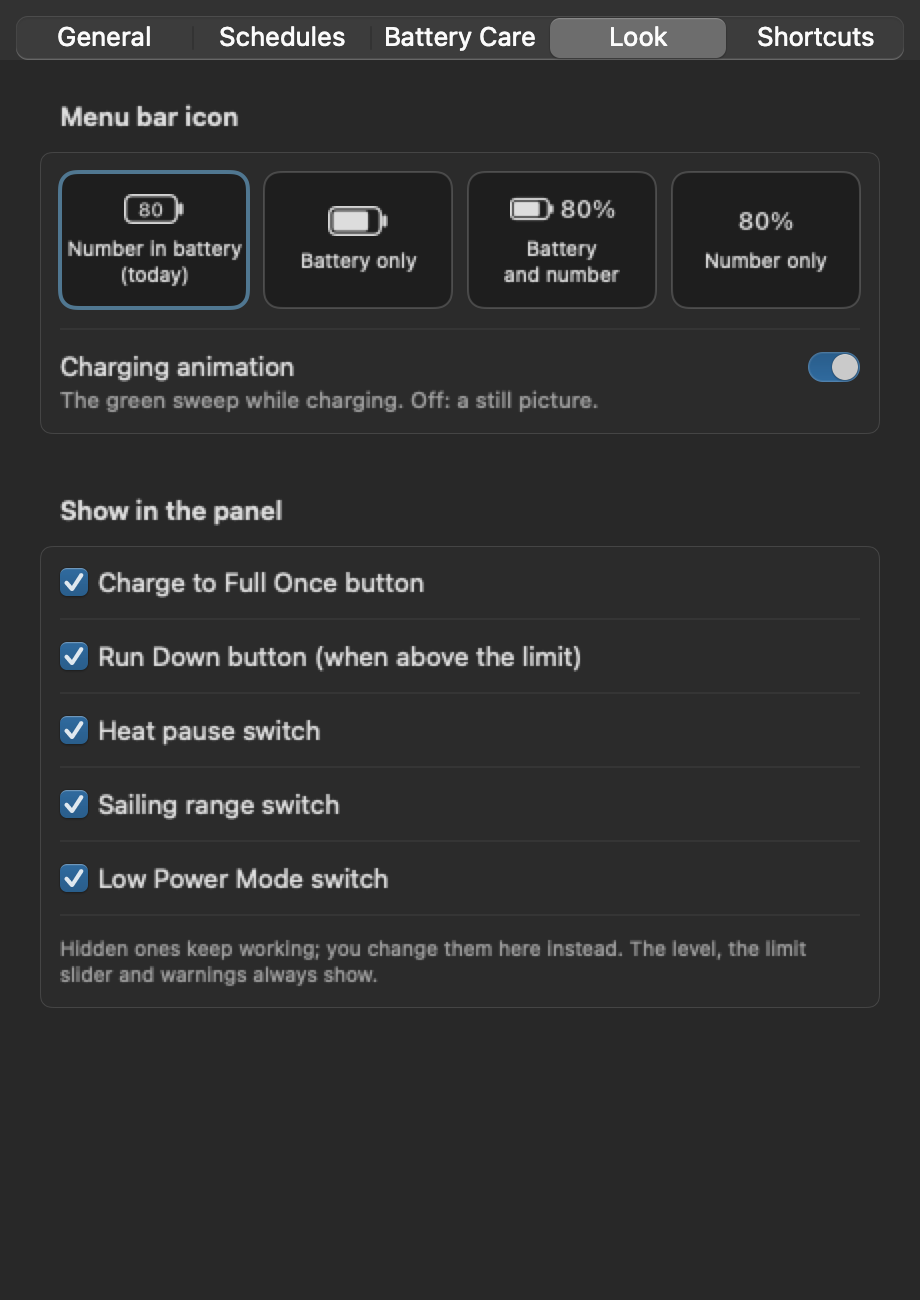 General Schedules Battery Care Look Shortcuts
Menu bar icon
80
Number in battery
(today)
Battery only
80%
Battery
and number
80%
Number only
Charging animation
The green sweep while charging. Off: a still picture.
Show in the panel
Charge to Full Once button
Run Down button (when above the limit)
Heat pause switch
Sailing range switch
Low Power Mode switch
Hidden ones keep working; you change them here instead. The level, the limit
slider and warnings always show.